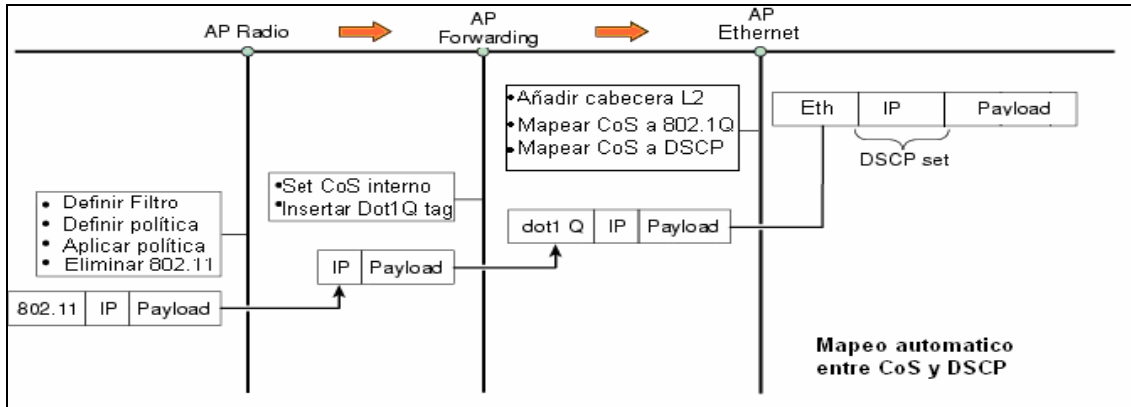 AP Radio
AP
Forwarding
AP
Ethernet
• Añadir cabecera L2
• Mapear CoS a 802.1Q
• Mapear CoS a DSCP
Eth IP Payload
DSCP set
• Set CoS interno
• Insertar Dot1Q tag
• Definir Filtro
• Definir política
• Aplicar política
• Eliminar 802.11
dot1 Q IP Payload
IP Payload
802.11 IP Payload
Mapeo automatico
entre CoS y DSCP